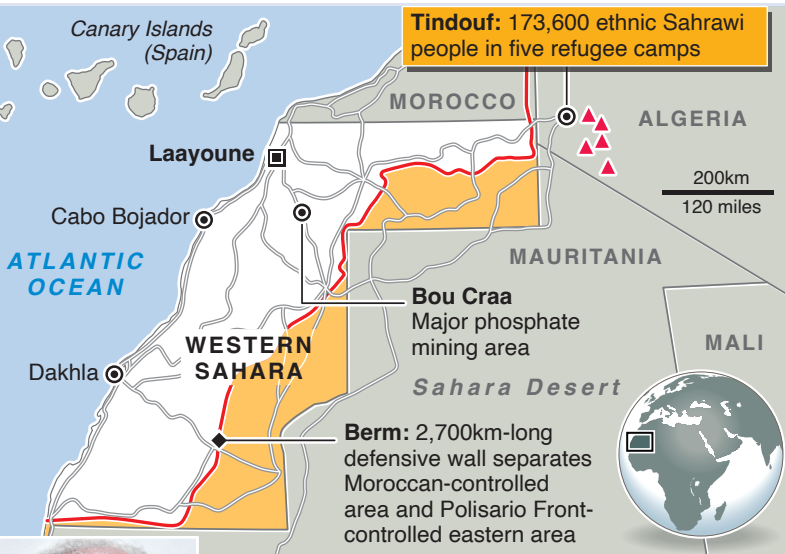 Canary Islands
(Spain)
Tindouf: 173,600 ethnic Sahrawi
people in five refugee camps
MOROCCO
ALGERIA
Laayoune
200km
120 miles
Cabo Bojador
ATLANTIC
OCEAN
MAURITANIA
Bou Craa
Major phosphate
mining area
WESTERN
SAHARA
MALI
Dakhla
Sahara Desert
Berm: 2,700km-long
defensive wall separates
Moroccan-controlled
area and Polisario Front-
controlled eastern area